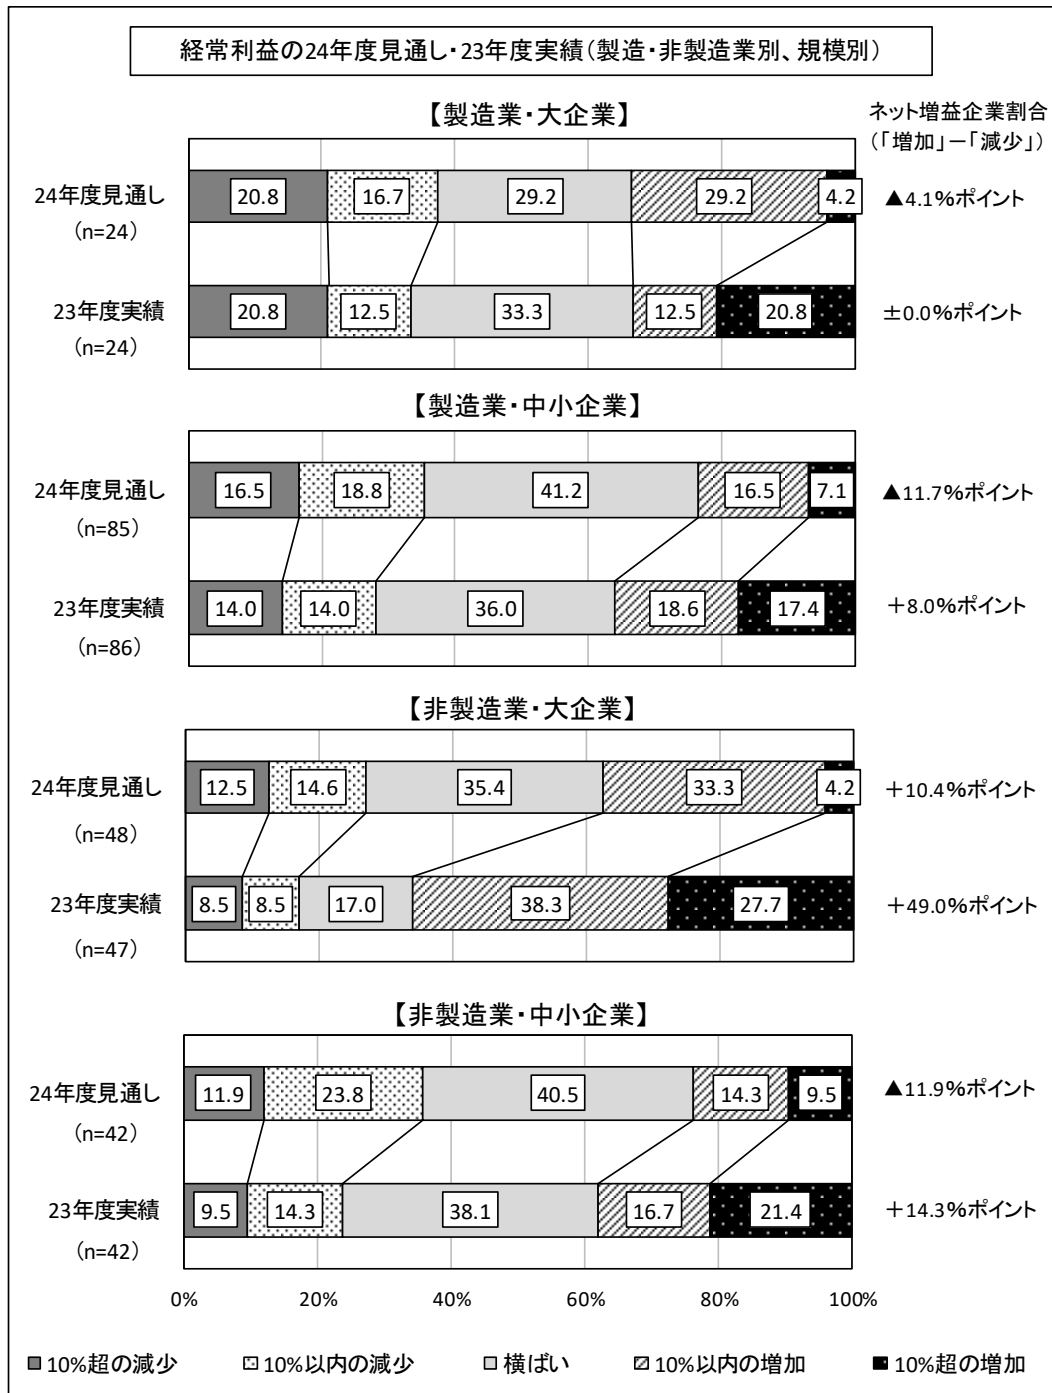 経常利益の24年度見通し・23年度実績（製造・非製造業別、規模別）
ネット増益企業割合
（「増加」－「減少」）
【製造業・大企業】
24年度見通し
（n=24）
20.8 16.7 29.2 29.2 4.2
▲4.1%ポイント
23年度実績
（n=24）
20.8 12.5 33.3 12.5 20.8
±0.0%ポイント
【製造業・中小企業】
24年度見通し
（n=85）
16.5 18.8 41.2 16.5 7.1
▲11.7%ポイント
23年度実績
（n=86）
14.0 14.0 36.0 18.6 17.4
＋8.0%ポイント
【非製造業・大企業】
24年度見通し
（n=48）
12.5 14.6 35.4 33.3 4.2
＋10.4%ポイント
23年度実績
（n=47）
8.5 8.5 17.0 38.3 27.7
＋49.0%ポイント
【非製造業・中小企業】
24年度見通し
（n=42）
11.9 23.8 40.5 14.3 9.5
▲11.9%ポイント
23年度実績
（n=42）
9.5 14.3 38.1 16.7 21.4
＋14.3%ポイント
0% 20% 40% 60% 80% 100%
10%超の減少 10%以内の減少 横ばい 10%以内の増加 10%超の増加